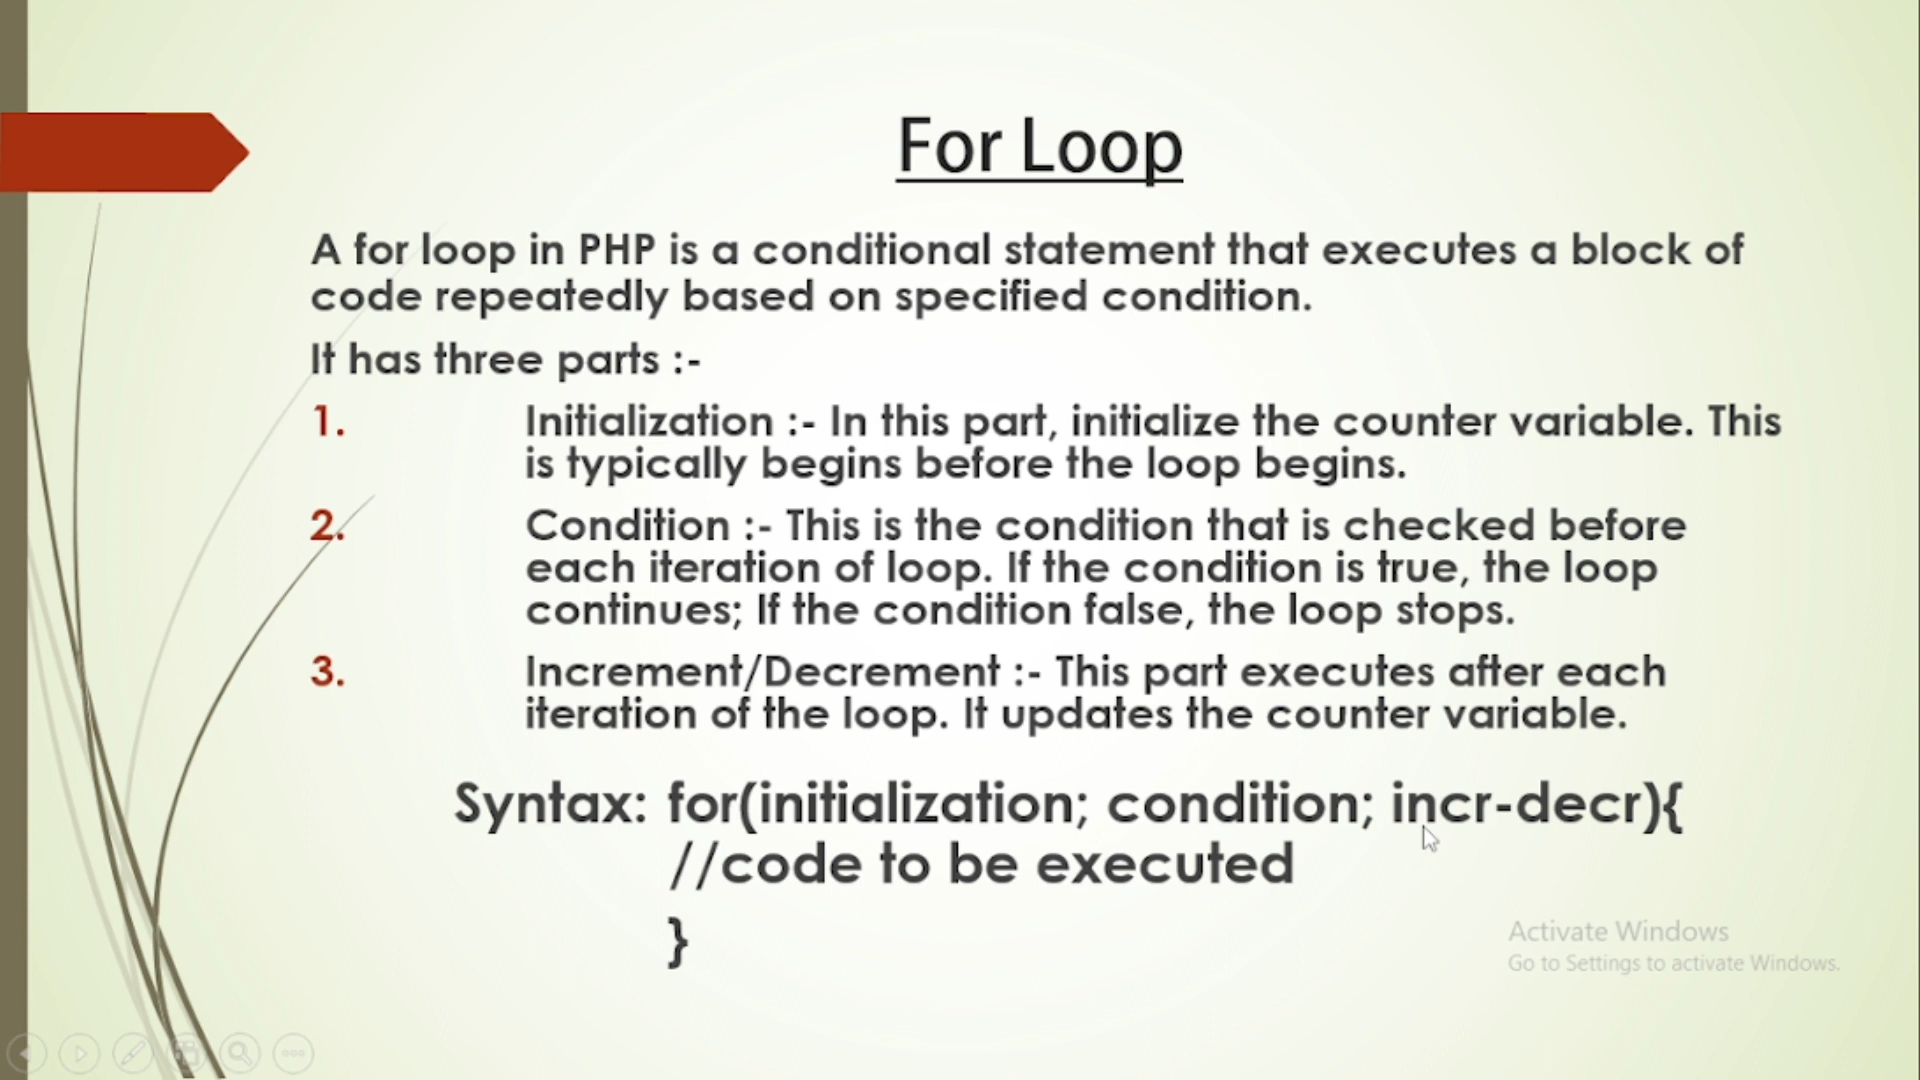 For Loop
A for loop in PHP is a conditional statement that executes a block of
code repeatedly based on specified condition.
It has three parts :-
1. Initialization :- In this part, initialize the counter variable. This
is typically begins before the loop begins.
2. Condition :- This is the condition that is checked before
each iteration of loop. If the condition is true, the loop
continues; If the condition false, the loop stops.
3. Increment/Decrement :- This part executes after each
iteration of the loop. It updates the counter variable.
Syntax: for(initialization; condition; incr-decr){
//code to be executed
}
Activate Windows
Go to Settings to activate Windows.